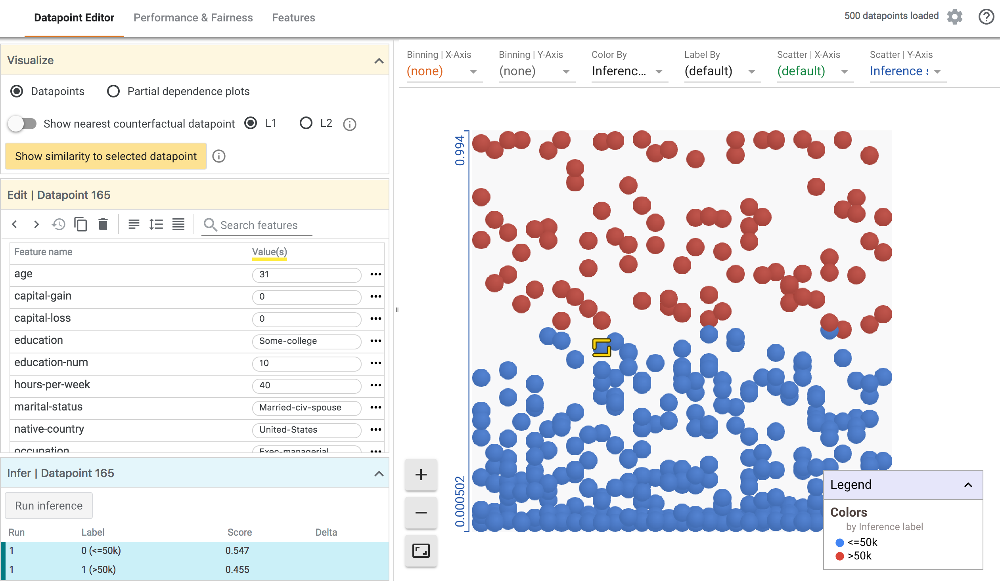 Datapoint Editor Performance & Fairness Features 500 datapoints loaded
Visualize
Datapoints Partial dependence plots
Show nearest counterfactual datapoint L1 L2
Show similarity to selected datapoint
Edit | Datapoint 165
Search features
Feature name Value(s)
age 31
capital-gain 0
capital-loss 0
education Some-college
education-num 10
hours-per-week 40
marital-status Married-civ-spouse
native-country United-States
occupation Exec-managerial
Infer | Datapoint 165
Run inference
Run Label Score Delta
1 0 (<=50k) 0.547
1 1 (>50k) 0.455
Binning | X-Axis Binning | Y-Axis Color By Label By Scatter | X-Axis Scatter | Y-Axis
(none) (none) Inferenc... (default) (default) Inference
0.994
0.000502
Legend
Colors
by Inference label
<=50k
>50k